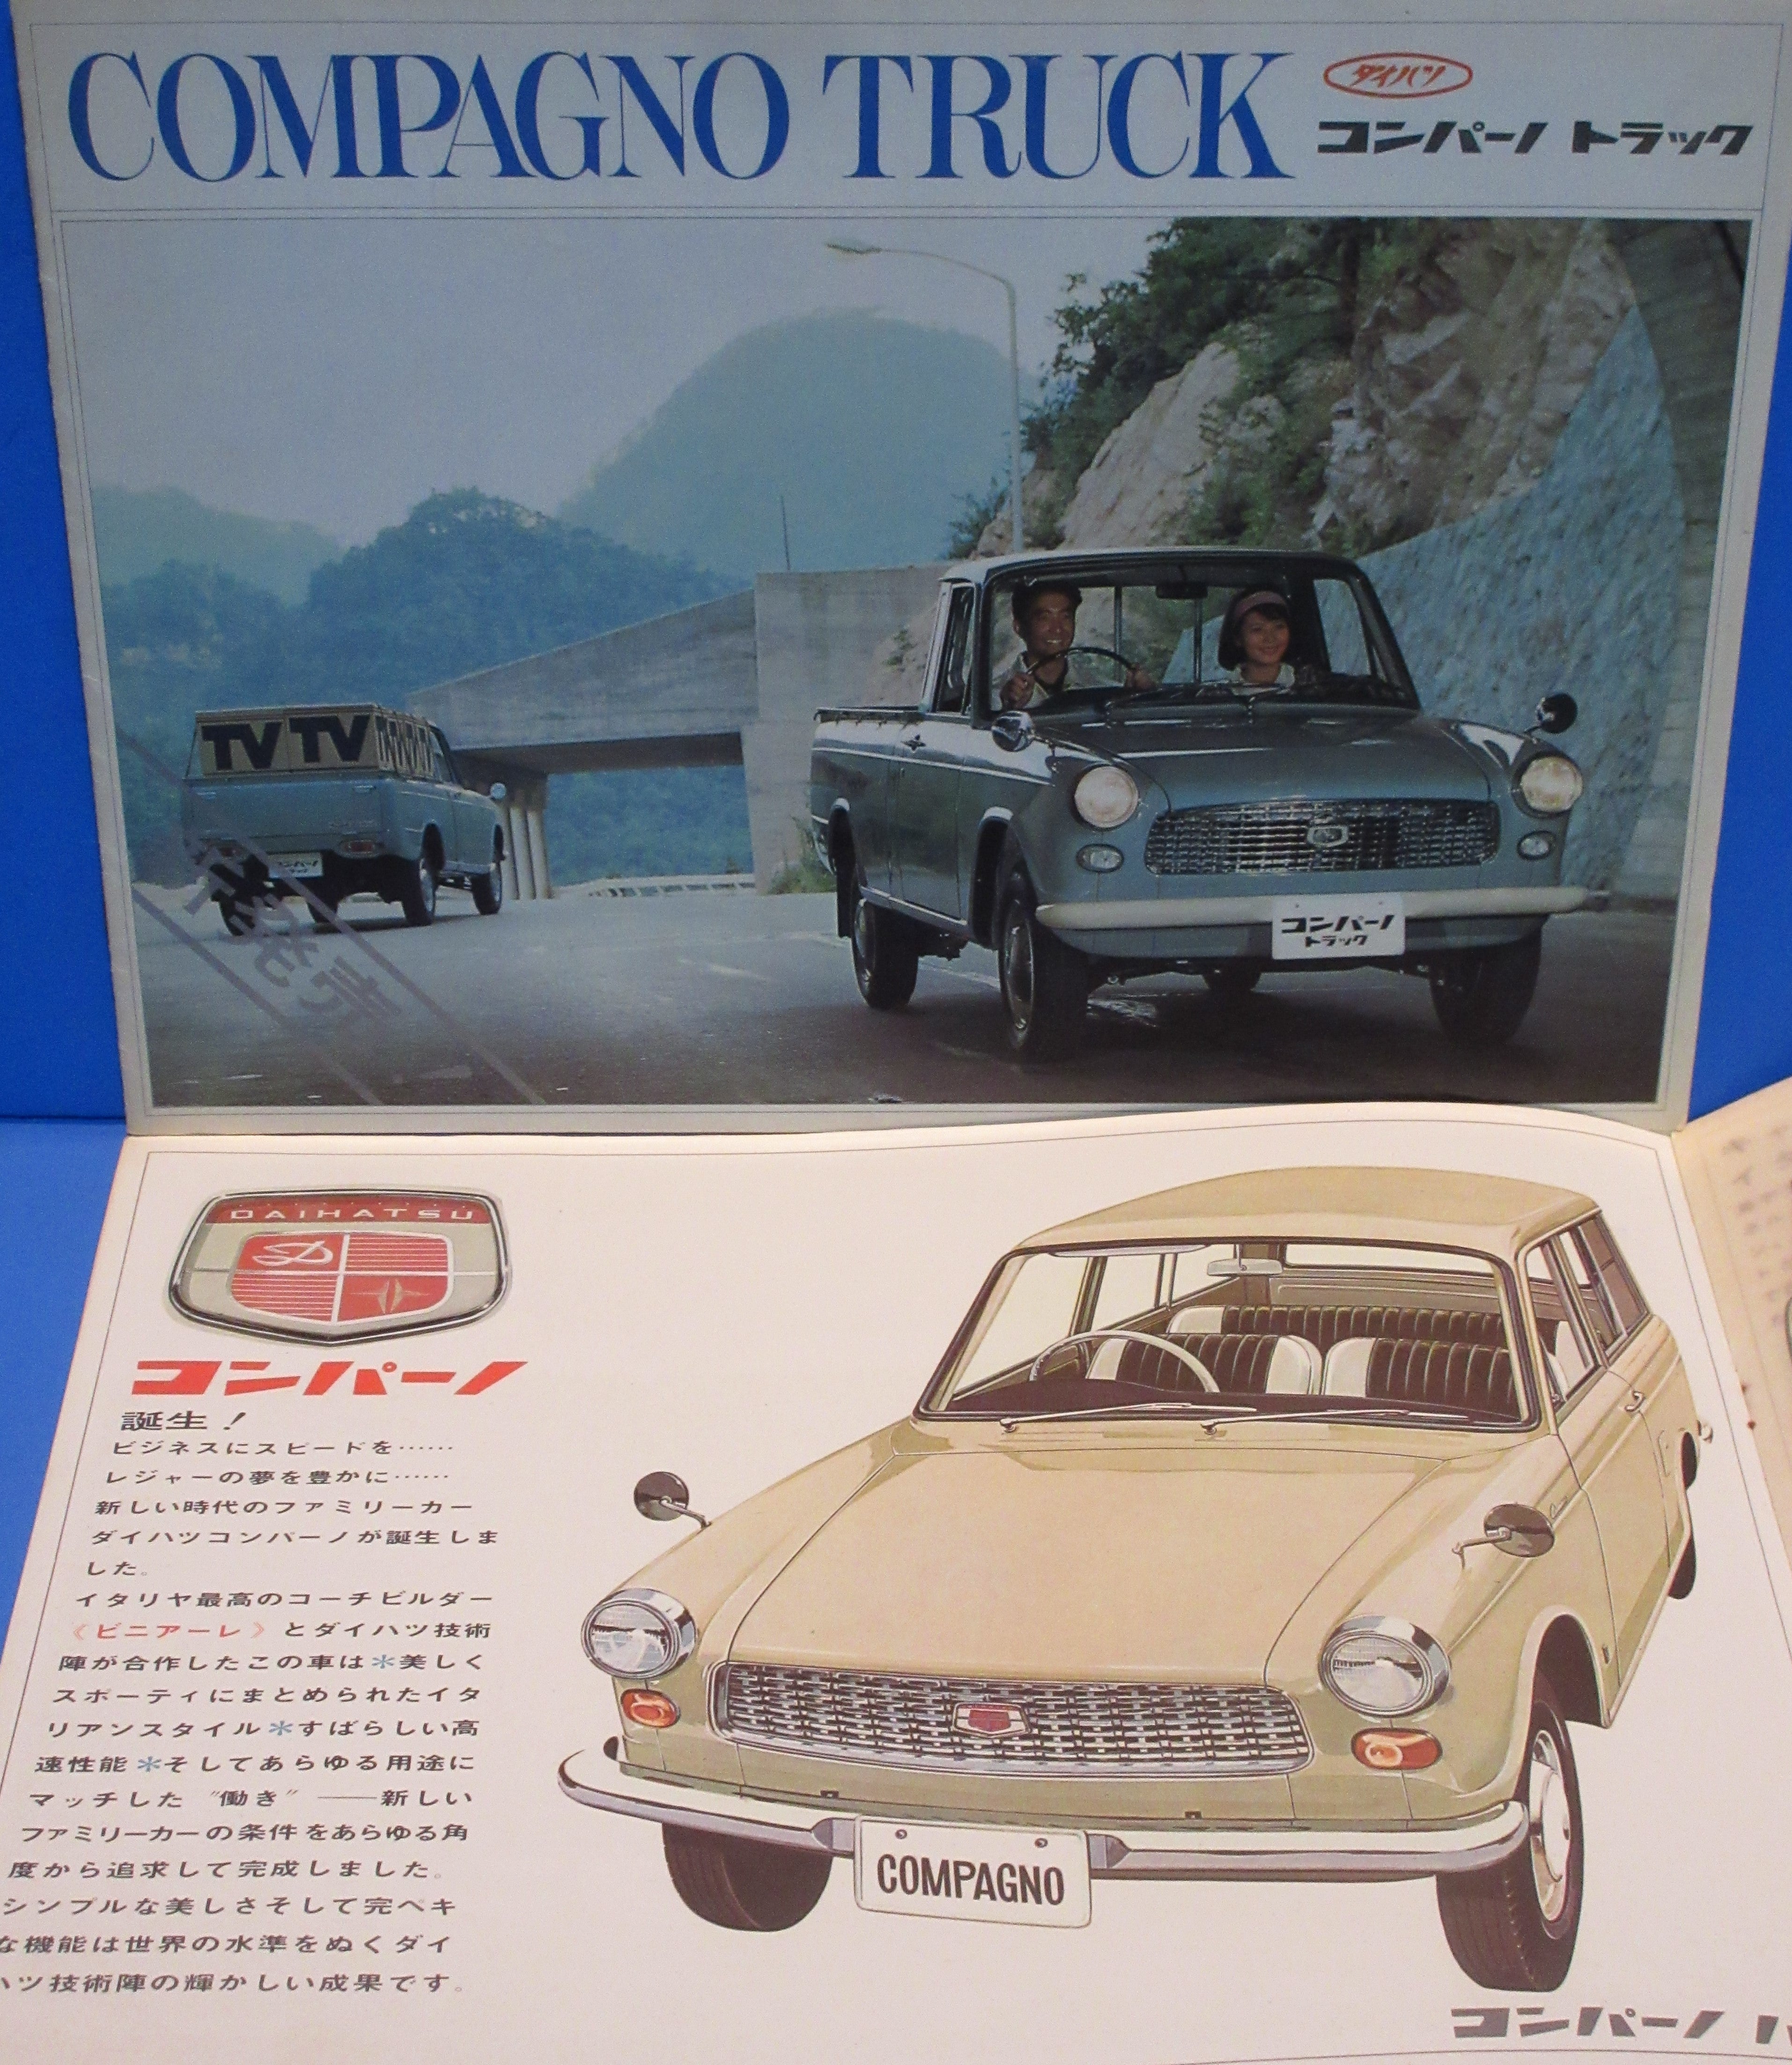 COMPAGNO TRUCK
ダイハツ
コンパーノ トラック
TV TV
コンパーノ
トラック
コンパーノ
トラック
発売
DAIHATSU
コンパーノ
誕生!
ビジネスにスピードを……
レジャーの夢を豊かに……
新しい時代のファミリーカー
ダイハツコンパーノが誕生しま
した。
イタリヤ最高のコーチビルダー
《ビニアーレ》とダイハツ技術
陣が合作したこの車は*美しく
スポーティにまとめられたイタ
リアンスタイル*すばらしい高
速性能*そしてあらゆる用途に
マッチした "働き" ——新しい
ファミリーカーの条件をあらゆる角
度から追求して完成しました。
シンプルな美しさそして完ペキ
な機能は世界の水準をぬくダイ
ハツ技術陣の輝かしい成果です。
COMPAGNO
コンパーノ